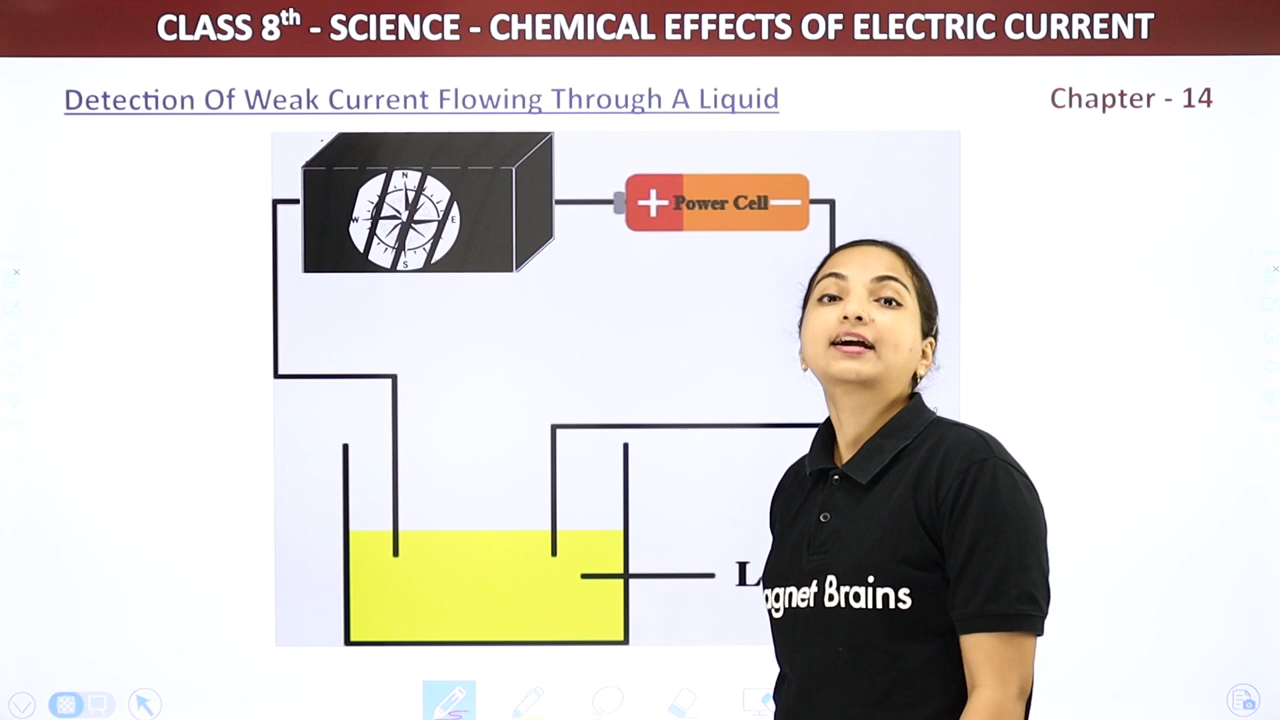 CLASS 8th - SCIENCE - CHEMICAL EFFECTS OF ELECTRIC CURRENT
Detection Of Weak Current Flowing Through A Liquid
Chapter - 14
N
W E
S
+ Power Cell −
L
agnet Brains